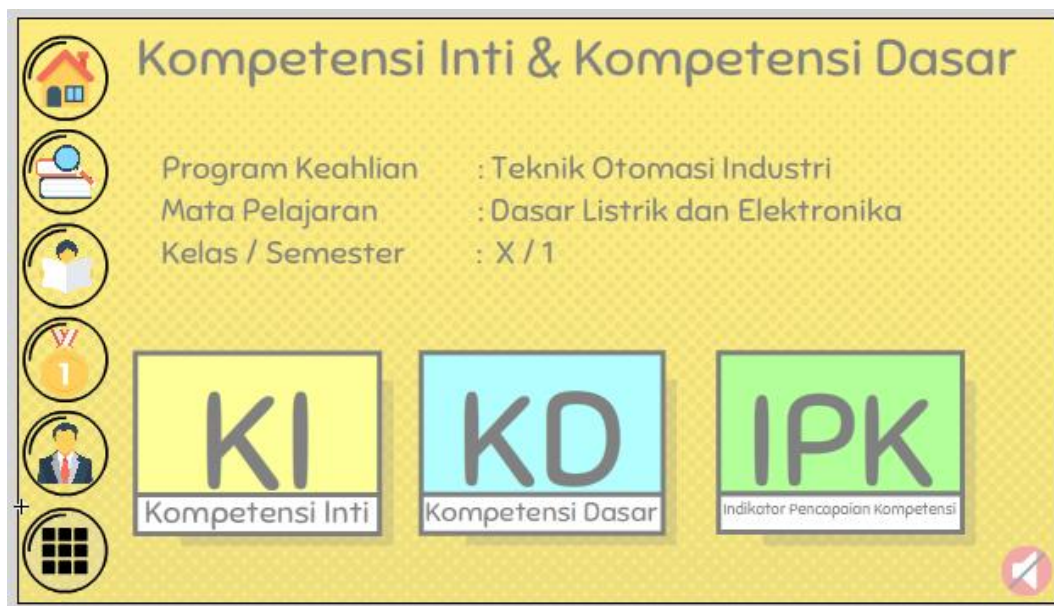 Kompetensi Inti & Kompetensi Dasar
Program Keahlian : Teknik Otomasi Industri
Mata Pelajaran : Dasar Listrik dan Elektronika
Kelas / Semester : X / 1
KI
Kompetensi Inti
KD
Kompetensi Dasar
IPK
Indikator Pencapaian Kompetensi
1